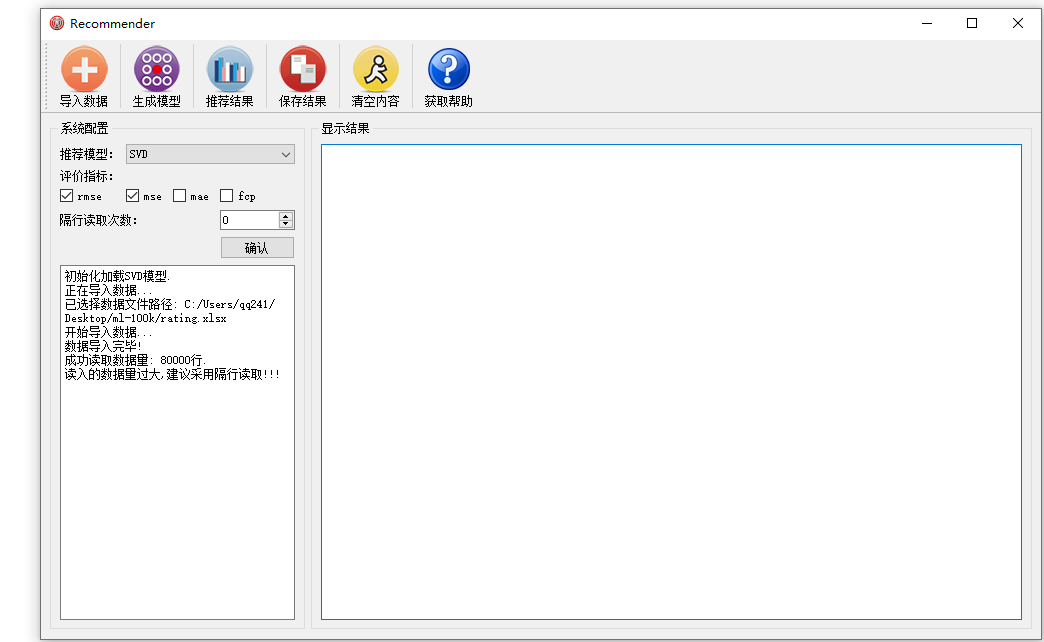 Recommender
导入数据 生成模型 推荐结果 保存结果 清空内容 获取帮助
系统配置
推荐模型: SVD
评价指标:
rmse mse mae fcp
隔行读取次数: 0
确认
初始化加载SVD模型.
正在导入数据...
已选择数据文件路径: C:/Users/qq241/
Desktop/ml-100k/rating.xlsx
开始导入数据...
数据导入完毕!
成功读取数据量: 80000行.
读入的数据量过大,建议采用隔行读取!!!
显示结果